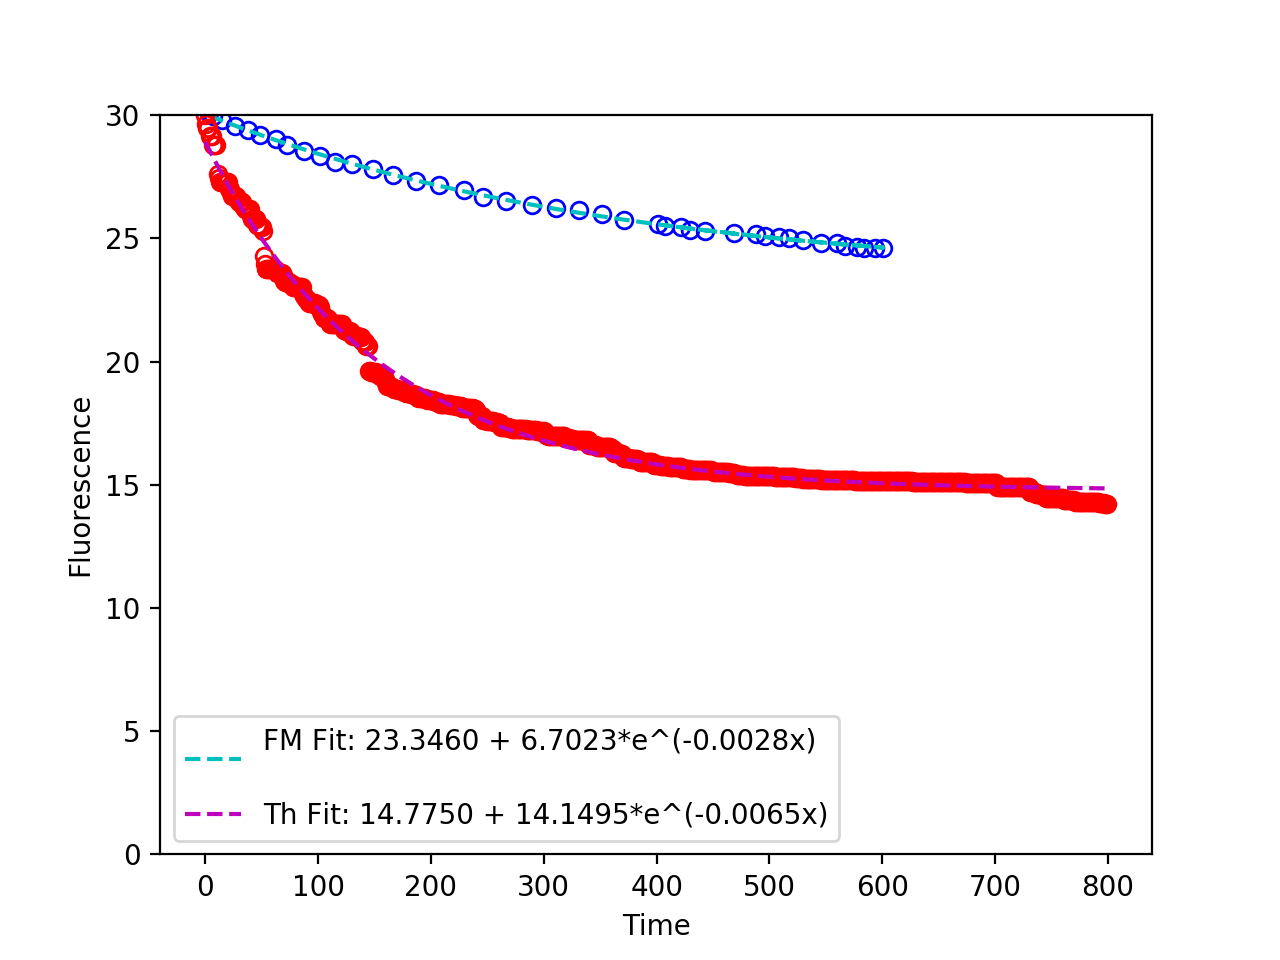 30
25
20
15
10
5
0
Fluorescence
FM Fit: 23.3460 + 6.7023*e^(-0.0028x)
Th Fit: 14.7750 + 14.1495*e^(-0.0065x)
0 100 200 300 400 500 600 700 800
Time